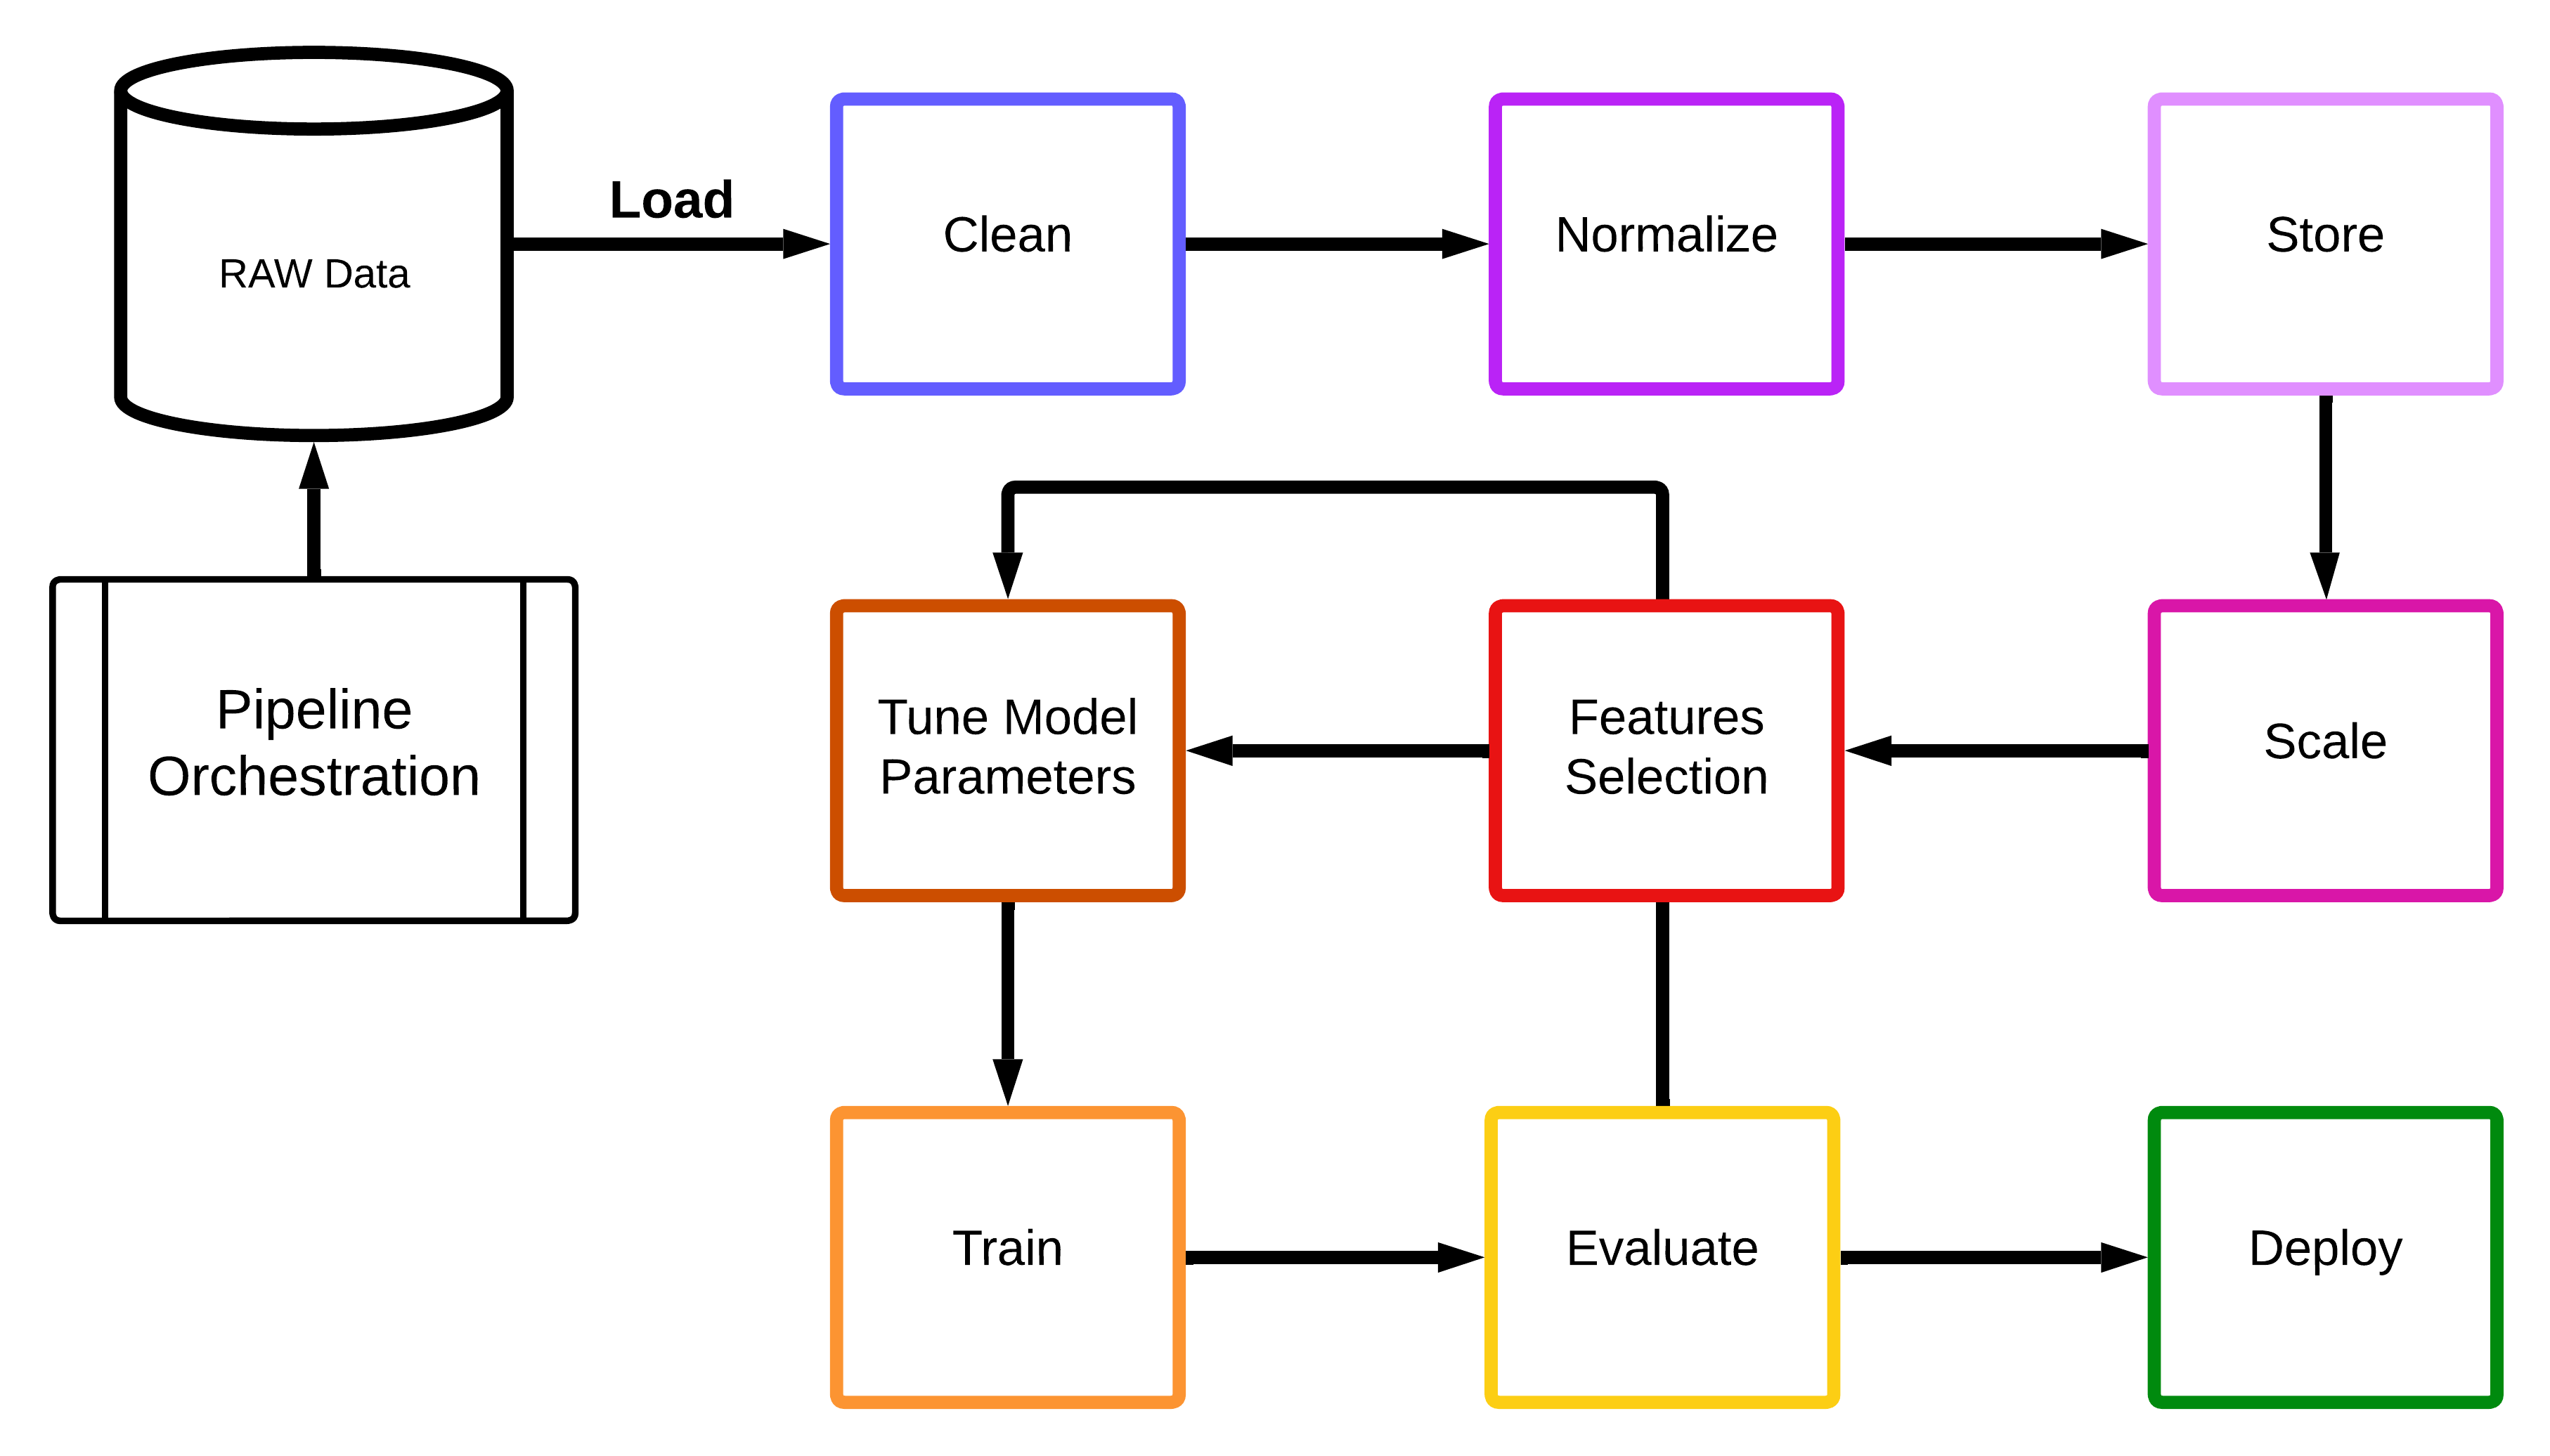 RAW Data
Load
Clean
Normalize
Store
Pipeline
Orchestration
Tune Model
Parameters
Features
Selection
Scale
Train
Evaluate
Deploy